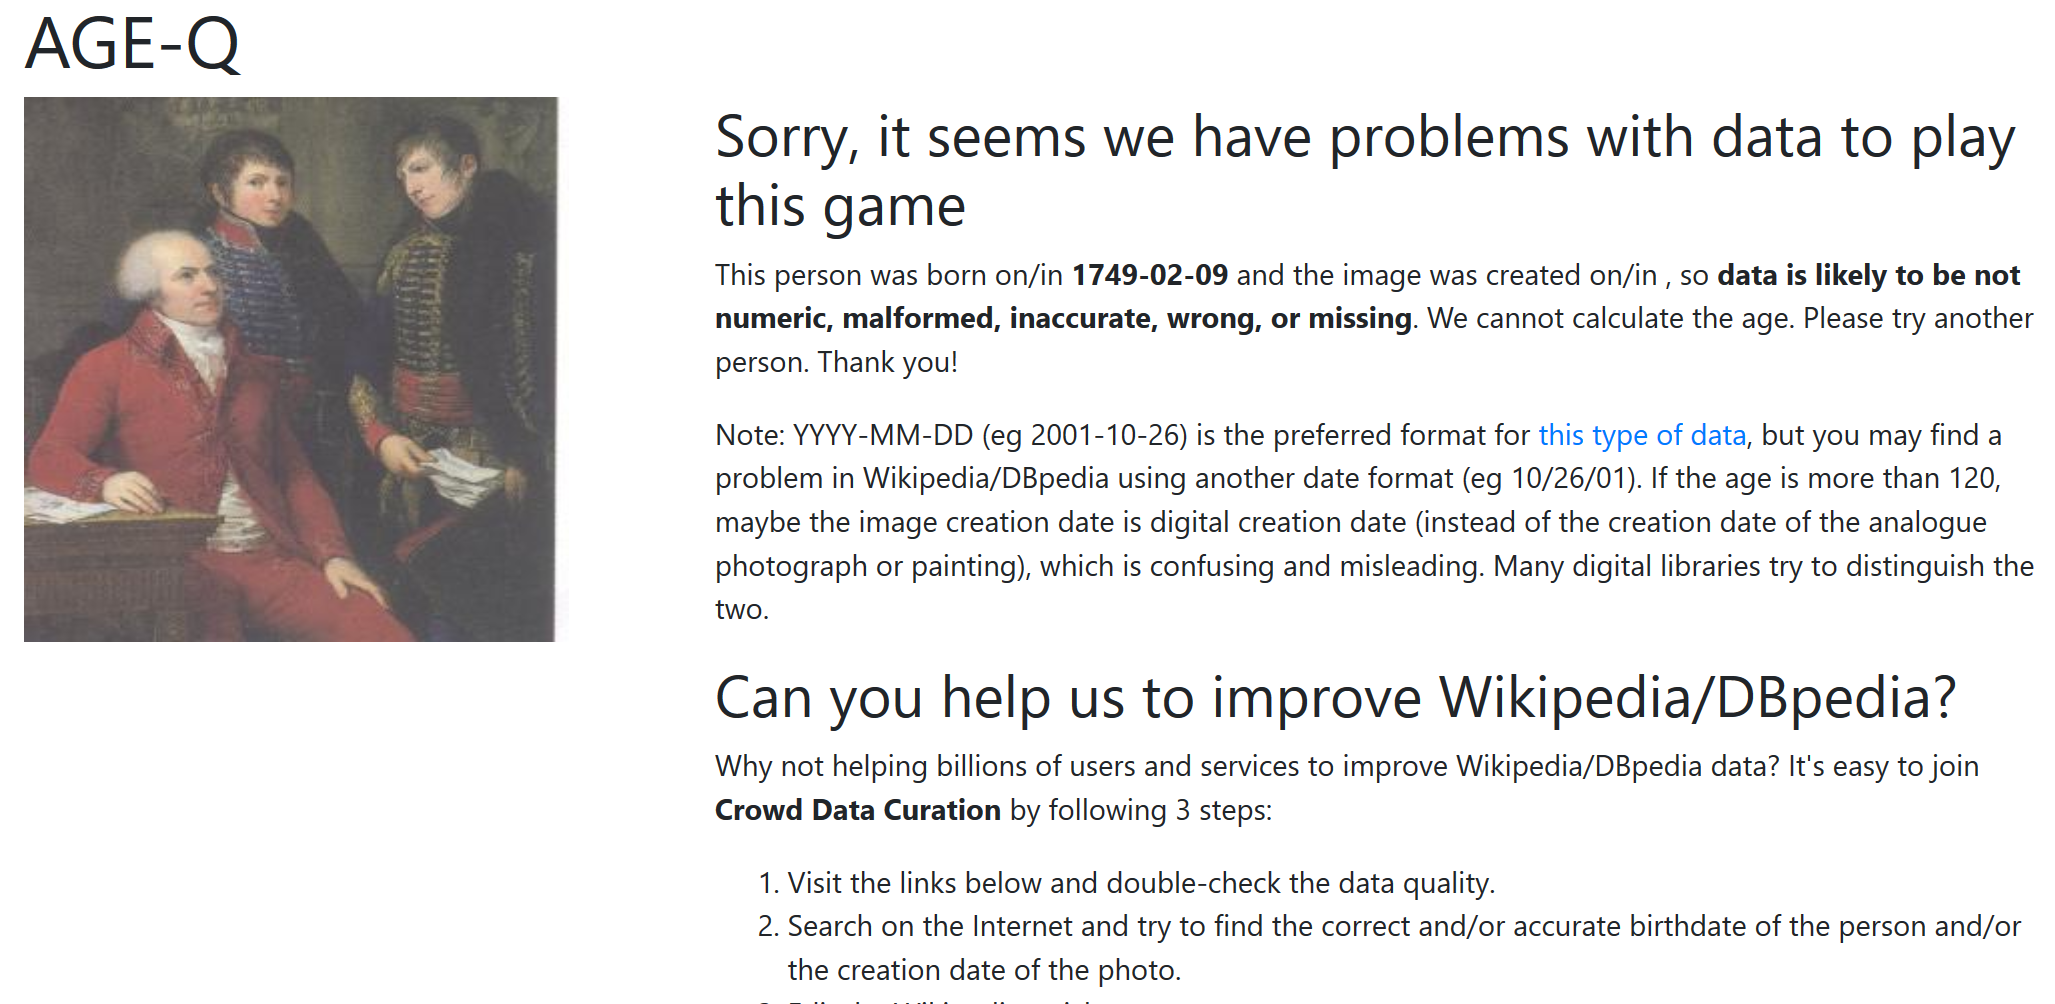 AGE-Q
Sorry, it seems we have problems with data to play
this game
This person was born on/in 1749-02-09 and the image was created on/in , so data is likely to be not
numeric, malformed, inaccurate, wrong, or missing. We cannot calculate the age. Please try another
person. Thank you!
Note: YYYY-MM-DD (eg 2001-10-26) is the preferred format for this type of data, but you may find a
problem in Wikipedia/DBpedia using another date format (eg 10/26/01). If the age is more than 120,
maybe the image creation date is digital creation date (instead of the creation date of the analogue
photograph or painting), which is confusing and misleading. Many digital libraries try to distinguish the
two.
Can you help us to improve Wikipedia/DBpedia?
Why not helping billions of users and services to improve Wikipedia/DBpedia data? It's easy to join
Crowd Data Curation by following 3 steps:
1. Visit the links below and double-check the data quality.
2. Search on the Internet and try to find the correct and/or accurate birthdate of the person and/or
the creation date of the photo.